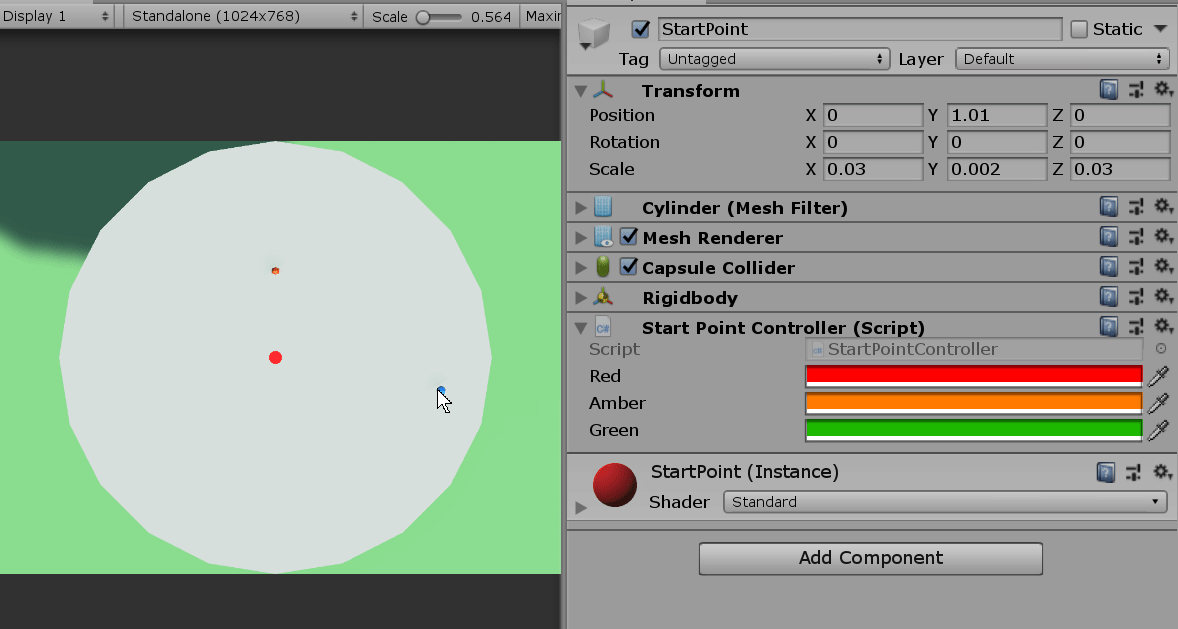 Display 1 Standalone (1024x768) Scale 0.564 Maxin
StartPoint Static
Tag Untagged Layer Default
Transform
Position X 0 Y 1.01 Z 0
Rotation X 0 Y 0 Z 0
Scale X 0.03 Y 0.002 Z 0.03
Cylinder (Mesh Filter)
Mesh Renderer
Capsule Collider
Rigidbody
C#
Start Point Controller (Script)
Script StartPointController
Red
Amber
Green
StartPoint (Instance)
Shader Standard
Add Component